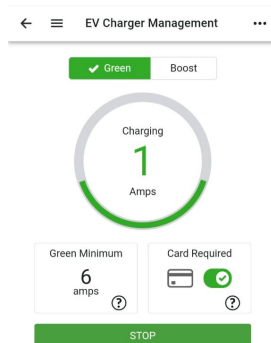 EV Charger Management
Green Boost
Charging
1
Amps
Green Minimum Card Required
6
amps
?
?
STOP